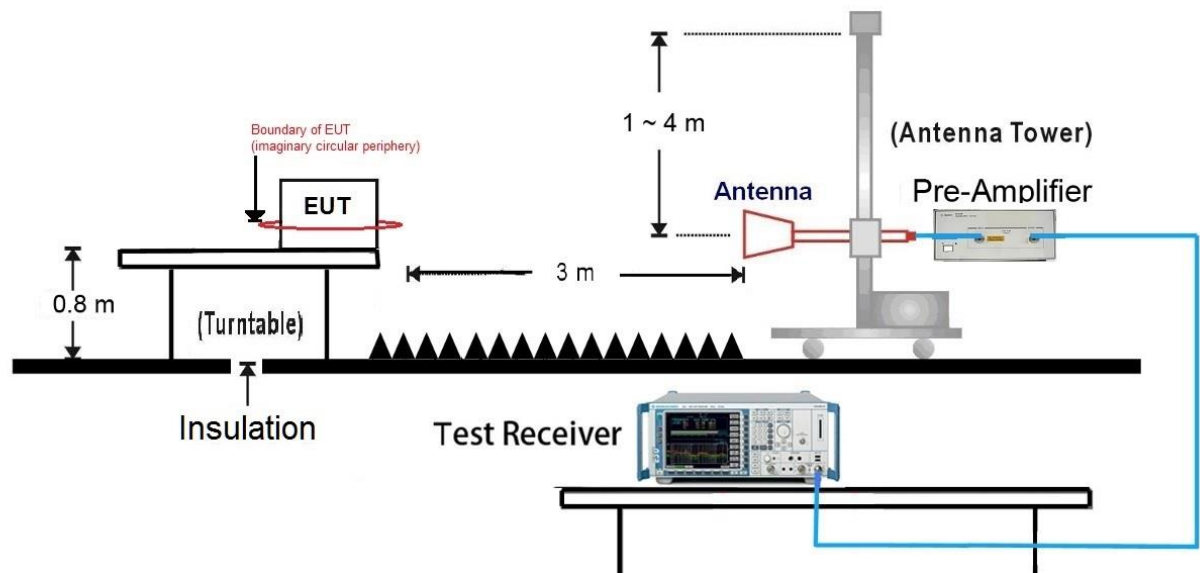 Boundary of EUT
(imaginary circular periphery)
EUT
0.8 m
(Turntable)
Insulation
3 m
1 ~ 4 m
Antenna
(Antenna Tower)
Pre-Amplifier
Test Receiver